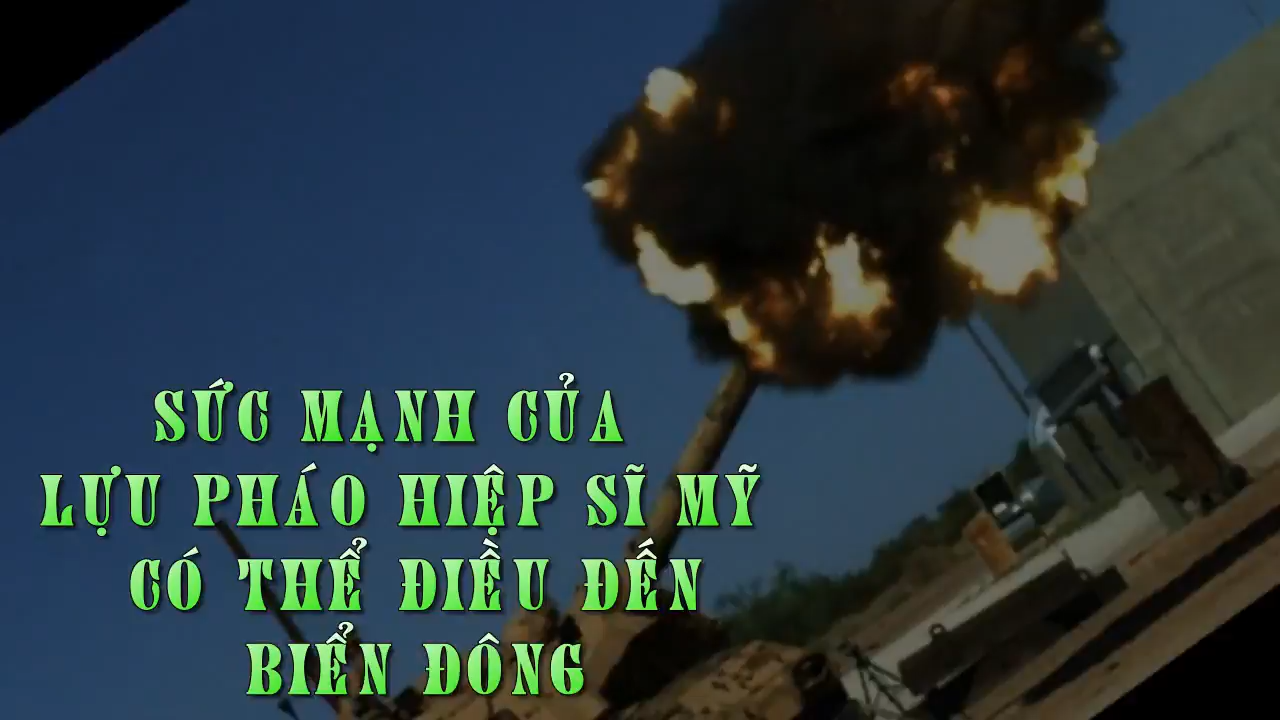 SỨC MẠNH CỦA
LỰU PHÁO HIỆP SĨ MỸ
CÓ THỂ ĐIỀU ĐẾN
BIỂN ĐÔNG